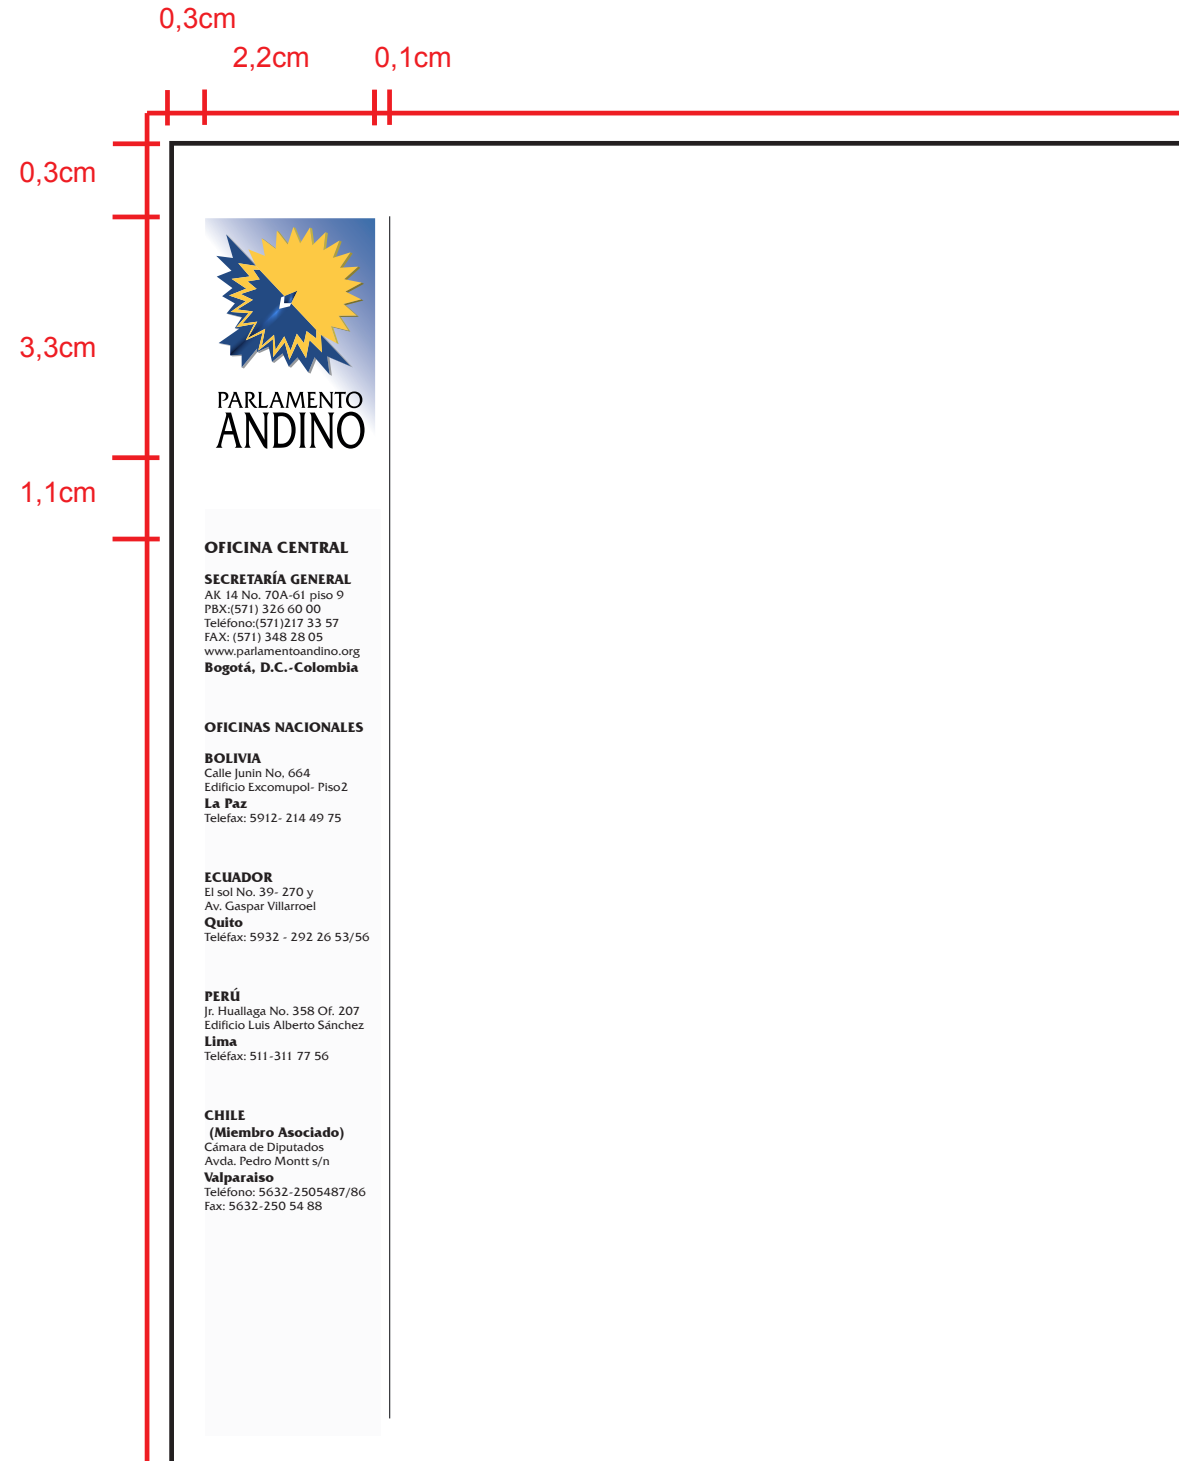 0,3cm
2,2cm
0,1cm
0,3cm
3,3cm
1,1cm
PARLAMENTO
ANDINO
OFICINA CENTRAL
SECRETARÍA GENERAL
AK 14 No. 70A-61 piso 9
PBX:(571) 326 60 00
Teléfono:(571)217 33 57
FAX: (571) 348 28 05
www.parlamentoandino.org
Bogotá, D.C.-Colombia
OFICINAS NACIONALES
BOLIVIA
Calle Junin No, 664
Edificio Excomupol- Piso2
La Paz
Telefax: 5912- 214 49 75
ECUADOR
El sol No. 39- 270 y
Av. Gaspar Villarroel
Quito
Teléfax: 5932 - 292 26 53/56
PERÚ
Jr. Huallaga No. 358 Of. 207
Edificio Luis Alberto Sánchez
Lima
Teléfax: 511-311 77 56
CHILE
(Miembro Asociado)
Cámara de Diputados
Avda. Pedro Montt s/n
Valparaiso
Teléfono: 5632-2505487/86
Fax: 5632-250 54 88